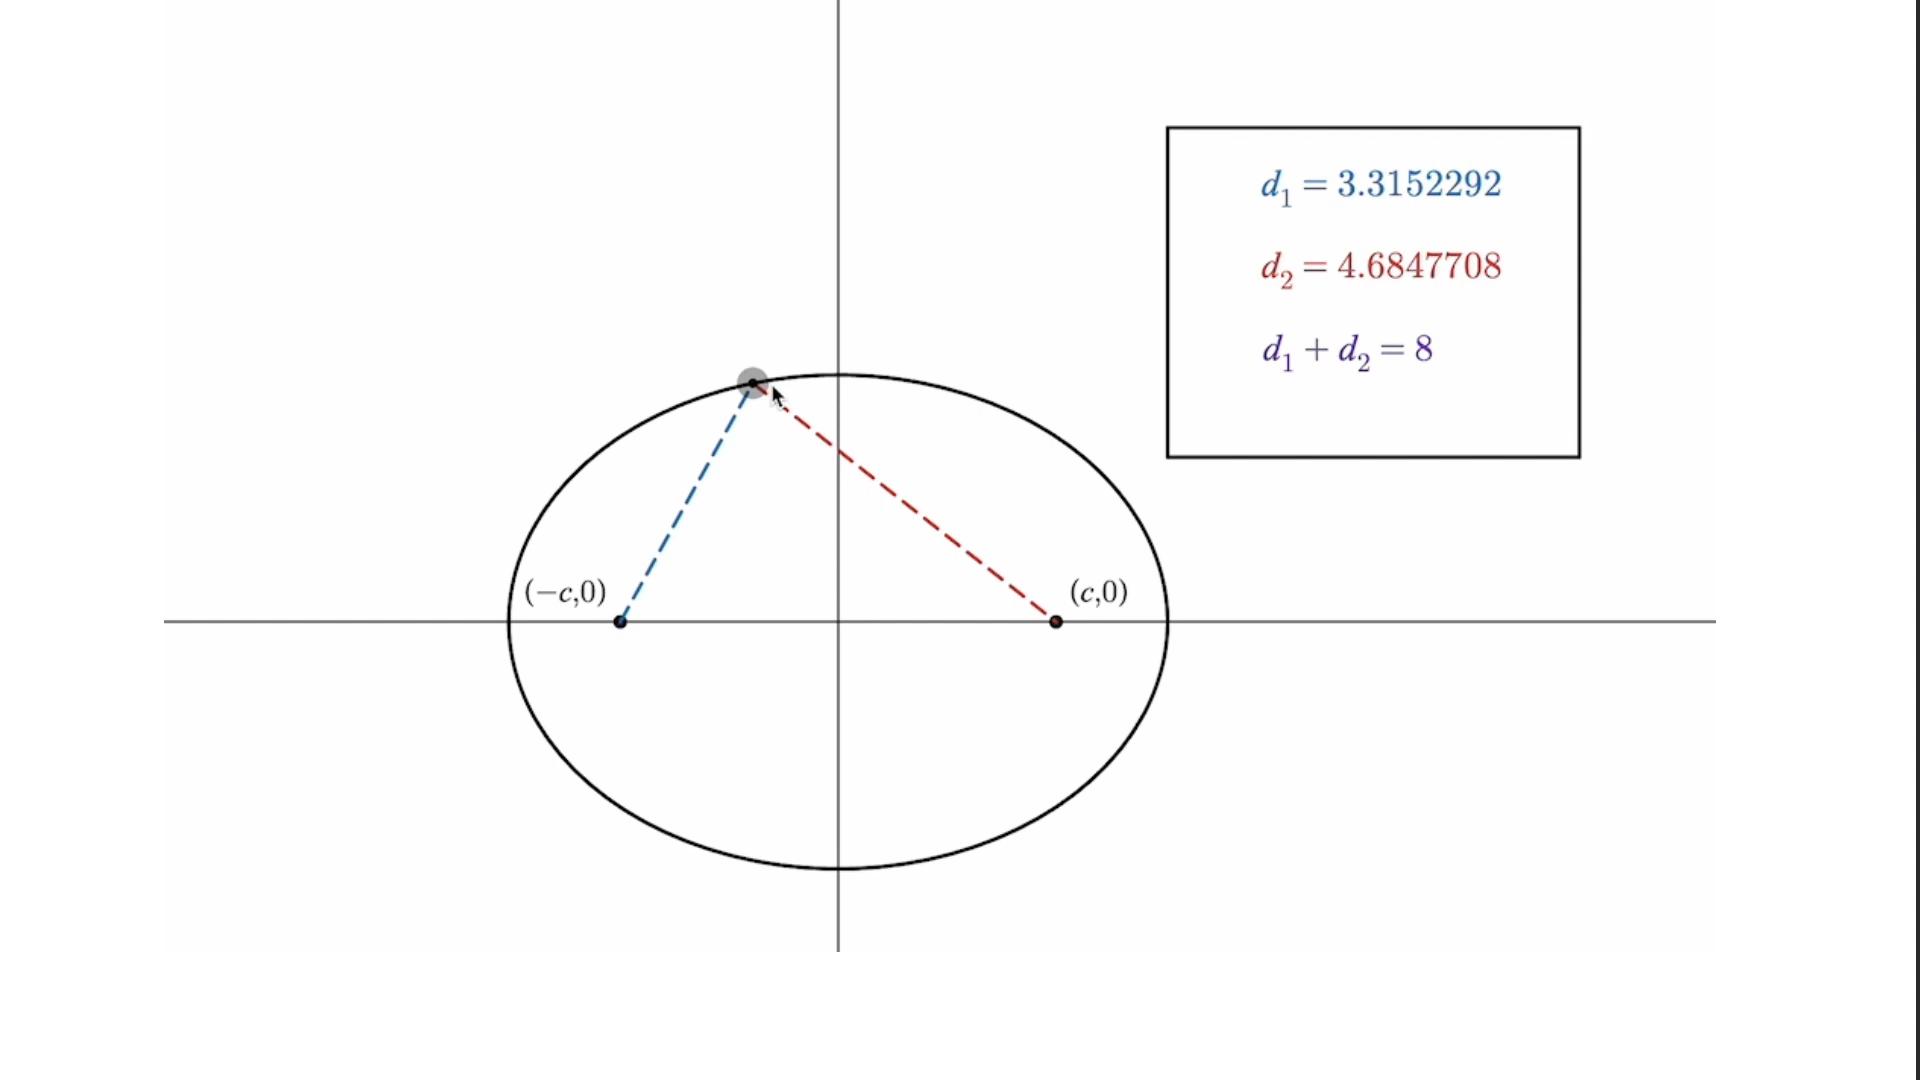 d₁ = 3.3152292
d₂ = 4.6847708
d₁ + d₂ = 8
(−c,0)
(c,0)